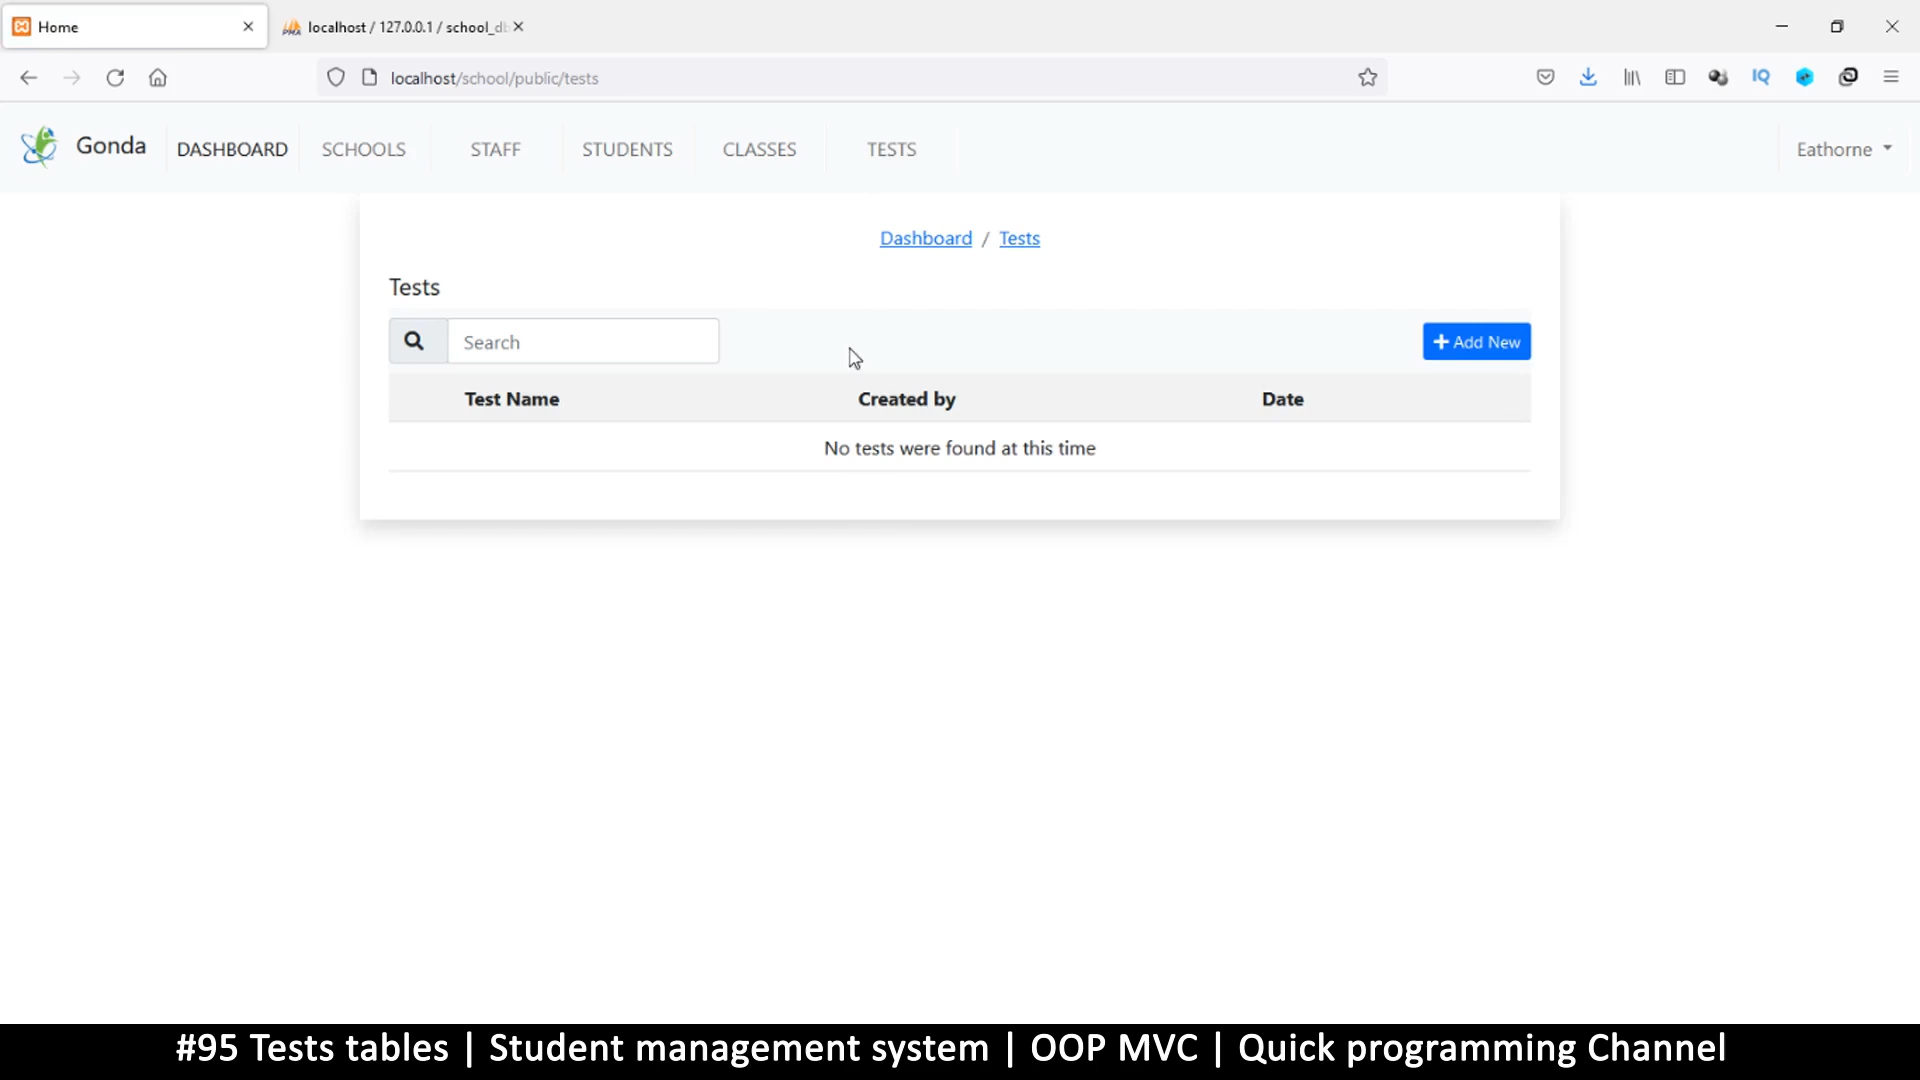 Home
localhost / 127.0.0.1 / school_db
localhost/school/public/tests
IQ
Gonda DASHBOARD SCHOOLS STAFF STUDENTS CLASSES TESTS Eathorne
Dashboard / Tests
Tests
Search
Add New
Test Name Created by Date
No tests were found at this time
#95 Tests tables | Student management system | OOP MVC | Quick programming Channel